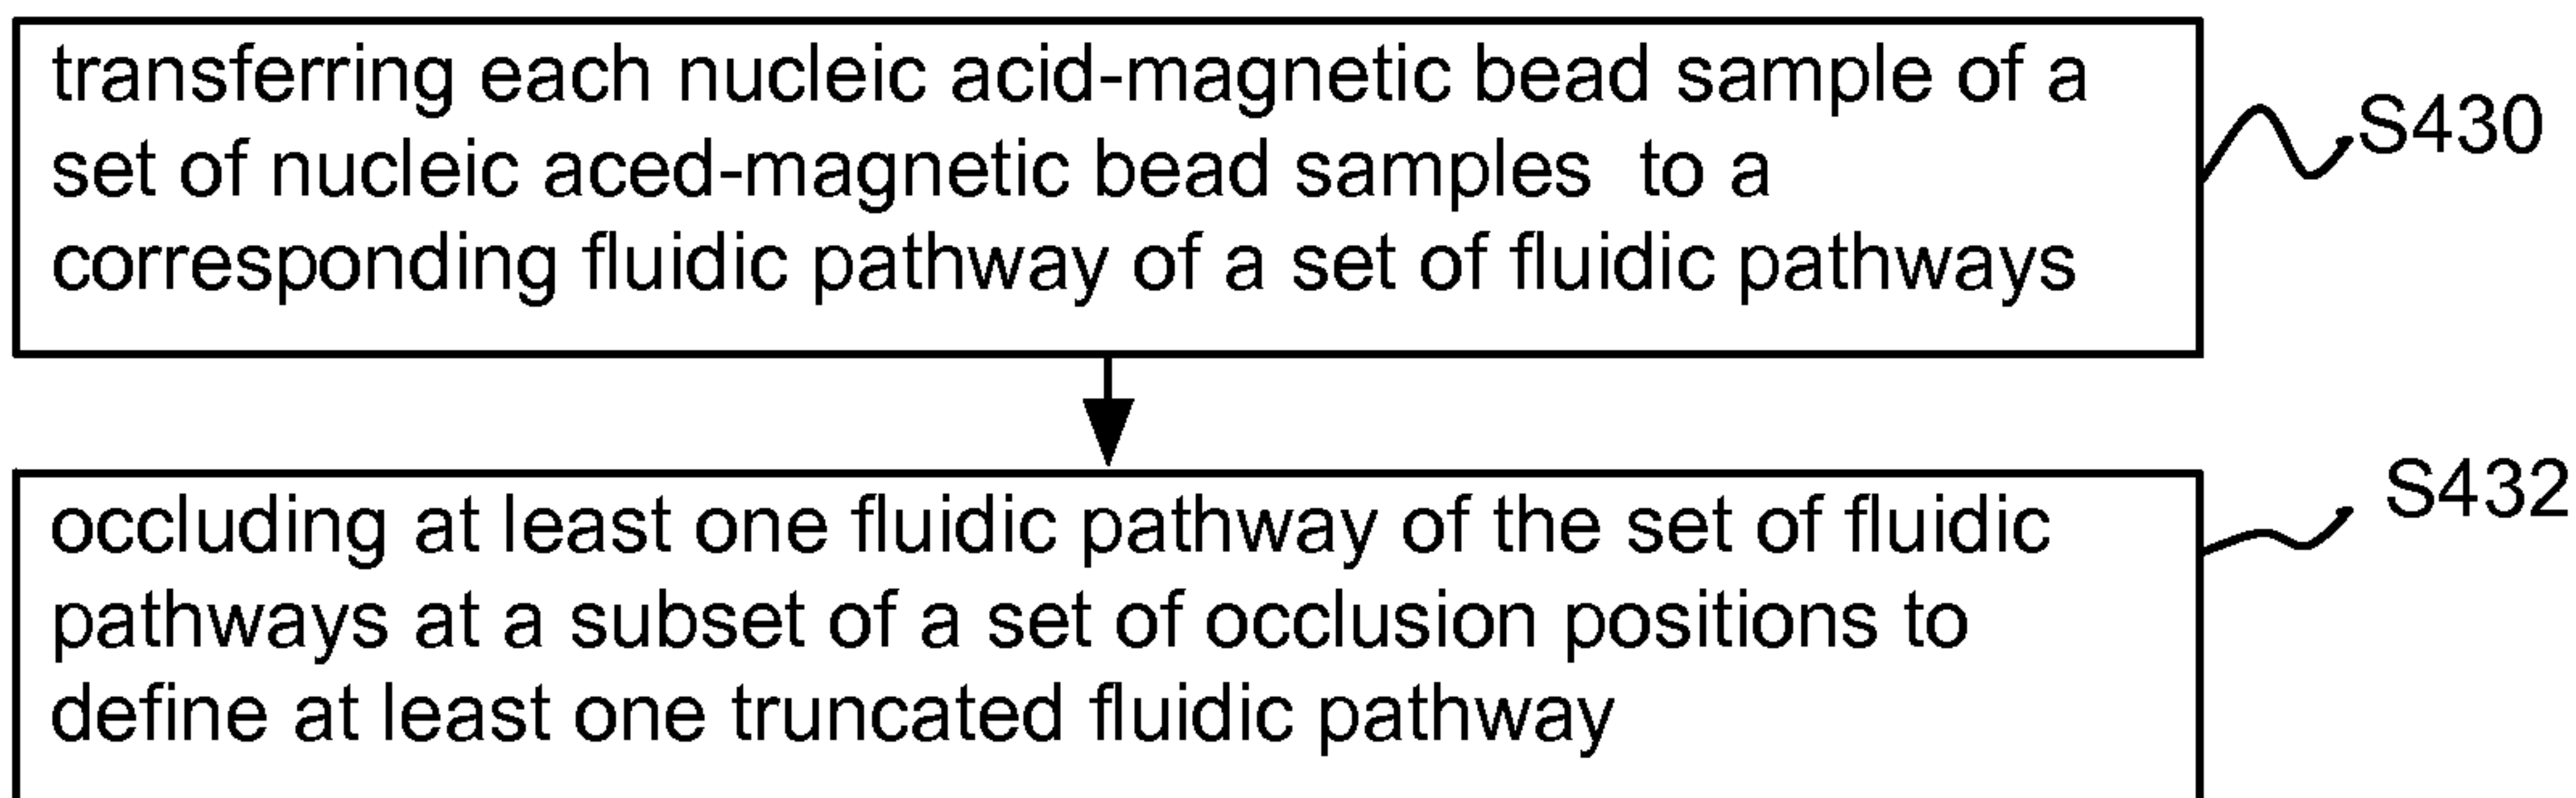 transferring each nucleic acid-magnetic bead sample of a
set of nucleic aced-magnetic bead samples  to a
corresponding fluidic pathway of a set of fluidic pathways
S430
occluding at least one fluidic pathway of the set of fluidic
pathways at a subset of a set of occlusion positions to
define at least one truncated fluidic pathway
S432